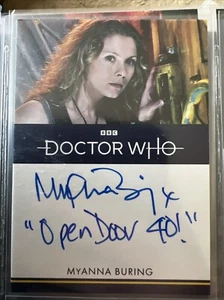 BBC
DOCTOR WHO
"Open Door 40!"
MYANNA BURING